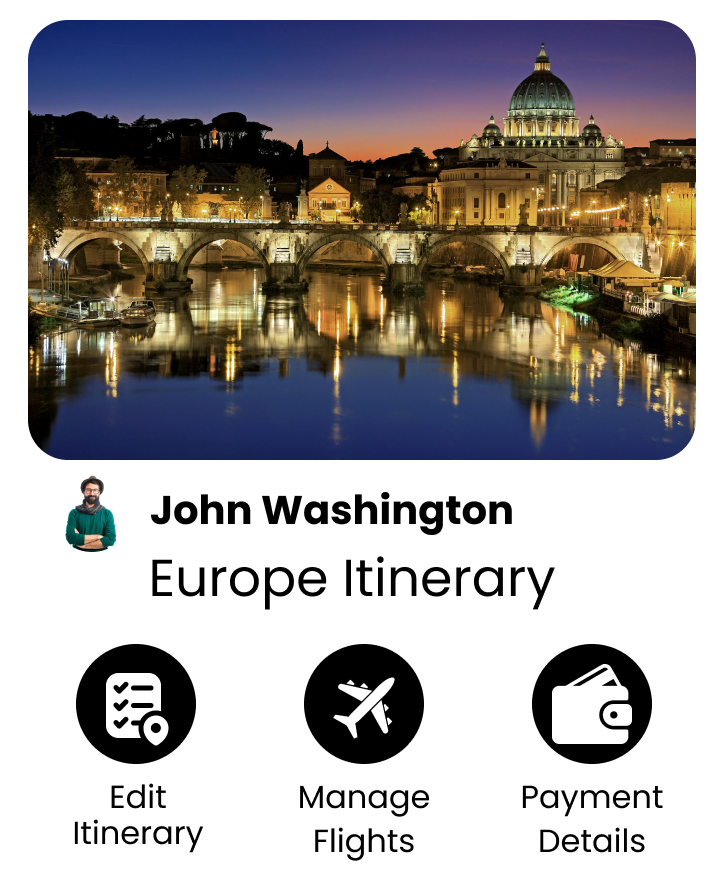 John Washington
Europe Itinerary
Edit
Itinerary
Manage
Flights
Payment
Details